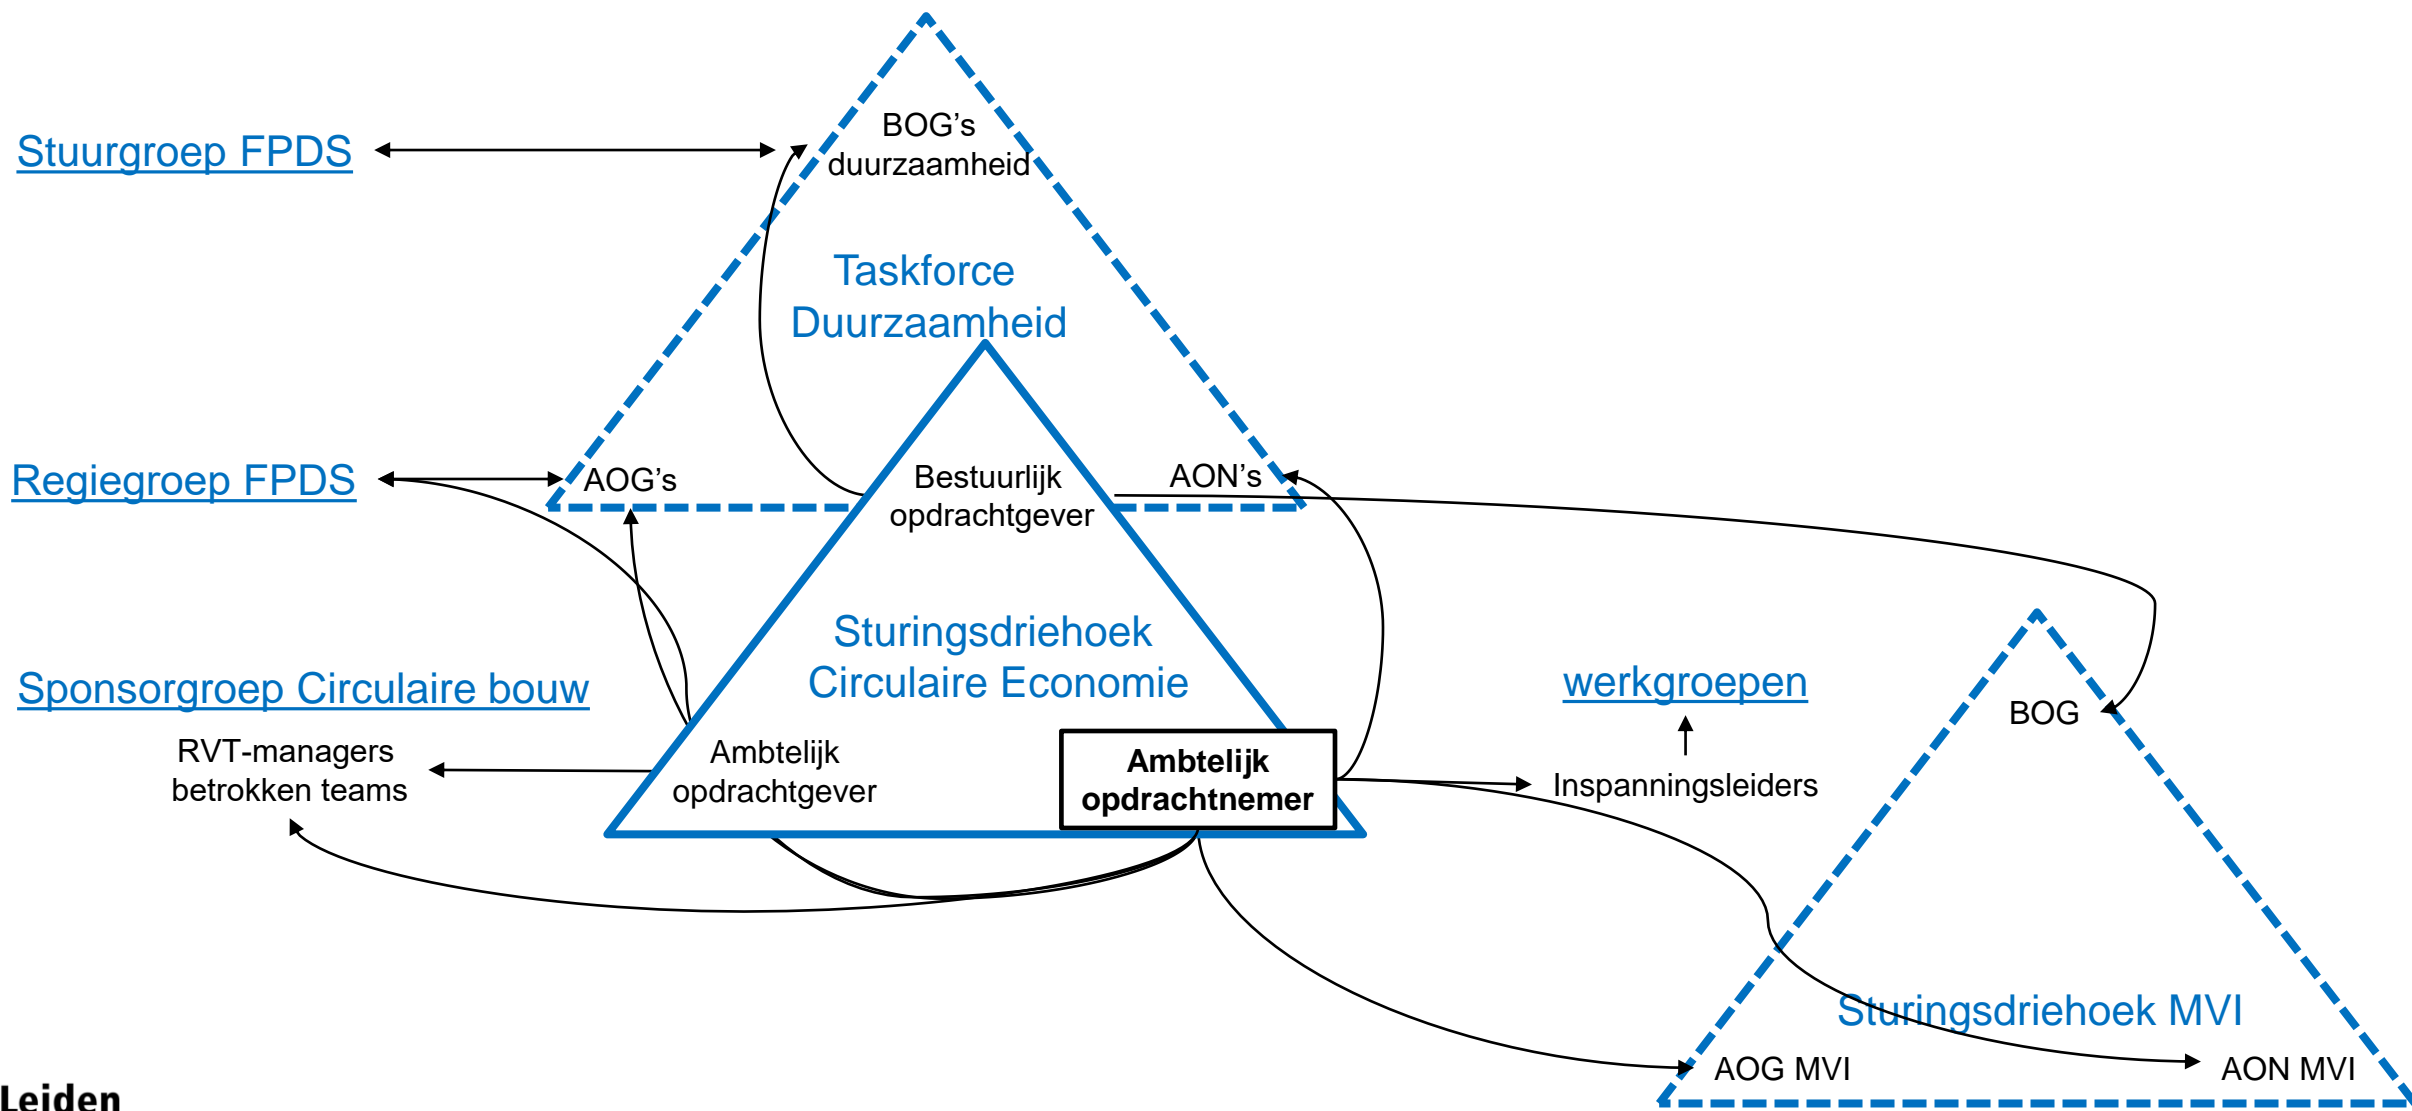 BOG's
duurzaamheid
Stuurgroep FPDS
Taskforce
Duurzaamheid
Regiegroep FPDS
AOG's
Bestuurlijk
opdrachtgever
AON's
Sturingsdriehoek
Circulaire Economie
Sponsorgroep Circulaire bouw
RVT-managers
betrokken teams
Ambtelijk
opdrachtgever
Ambtelijk
opdrachtnemer
werkgroepen
Inspanningsleiders
BOG
Sturingsdriehoek MVI
AOG MVI
AON MVI
Leiden